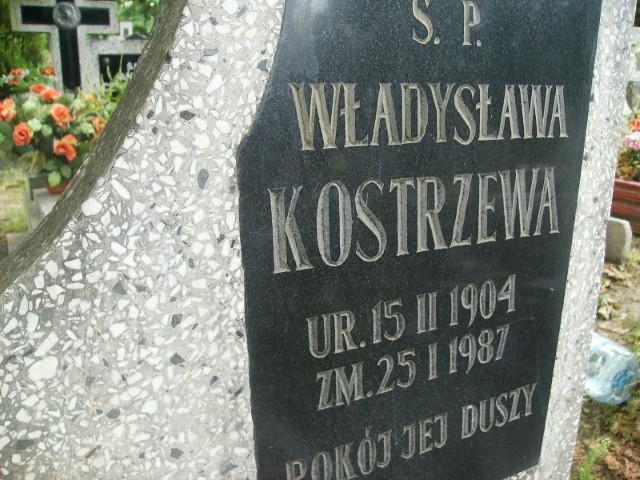 Ś. P.
WŁADYSŁAWA
KOSTRZEWA
UR. 15 II 1904
ZM. 25 I 1987
POKÓJ JEJ DUSZY